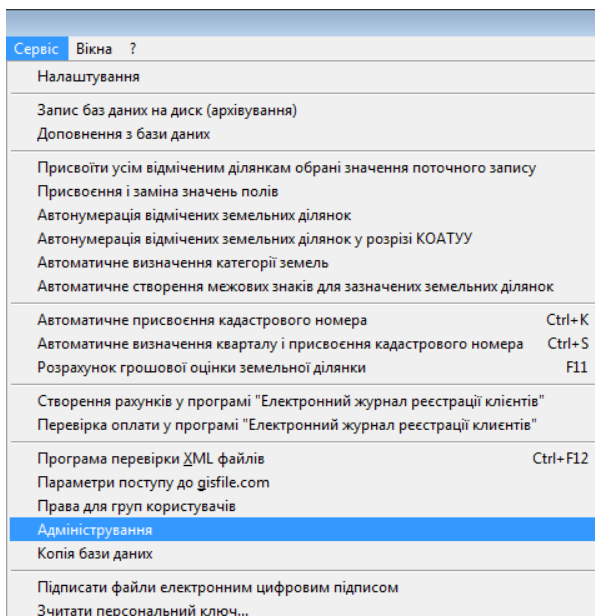 Сервіс Вікна ?
Налаштування
Запис баз даних на диск (архівування)
Доповнення з бази даних
Присвоїти усім відміченим ділянкам обрані значення поточного запису
Присвоєння і заміна значень полів
Автонумерація відмічених земельних ділянок
Автонумерація відмічених земельних ділянок у розрізі КОАТУУ
Автоматичне визначення категорії земель
Автоматичне створення межових знаків для зазначених земельних ділянок
Автоматичне присвоєння кадастрового номера Ctrl+K
Автоматичне визначення кварталу і присвоєння кадастрового номера Ctrl+S
Розрахунок грошової оцінки земельної ділянки F11
Створення рахунків у програмі "Електронний журнал реєстрації клієнтів"
Перевірка оплати у програмі "Електронний журнал реєстрації клиєнтів"
Програма перевірки XML файлів Ctrl+F12
Параметри поступу до gisfile.com
Права для груп користувачів
Адміністрування
Копія бази даних
Підписати файли електронним цифровим підписом
Зчитати персональний ключ...